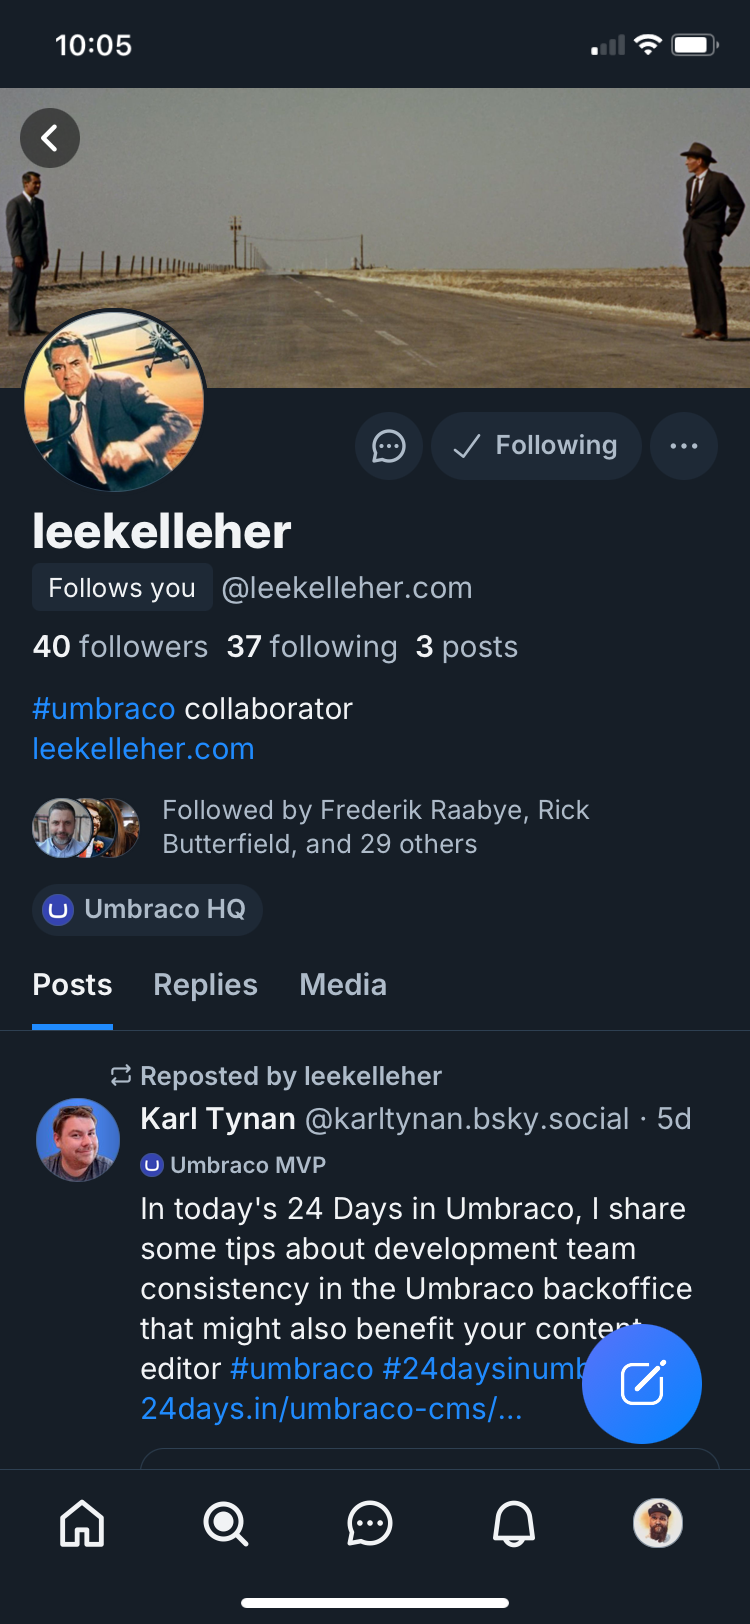 10:05
Following
leekelleher
Follows you @leekelleher.com
40 followers 37 following 3 posts
#umbraco collaborator
leekelleher.com
Followed by Frederik Raabye, Rick
Butterfield, and 29 others
Umbraco HQ
Posts Replies Media
Reposted by leekelleher
Karl Tynan @karltynan.bsky.social · 5d
Umbraco MVP
In today's 24 Days in Umbraco, I share
some tips about development team
consistency in the Umbraco backoffice
that might also benefit your content
editor #umbraco #24daysinumb
24days.in/umbraco-cms/...